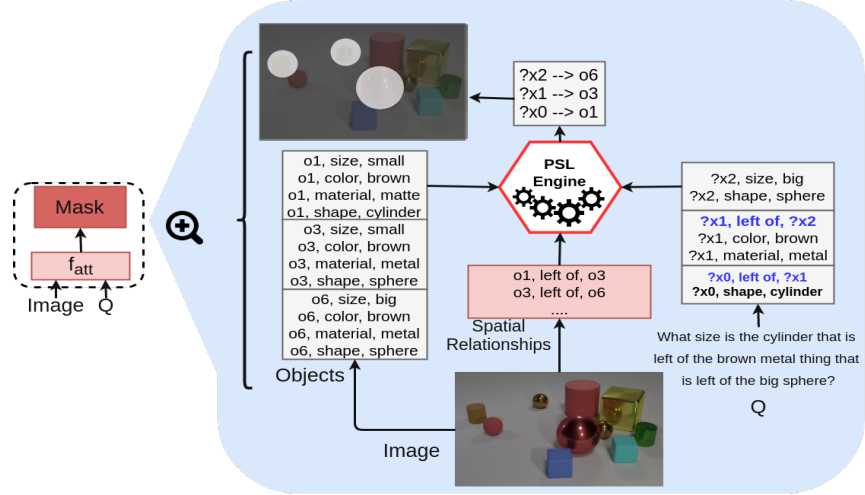 Mask
f_att
Image
Q
?x2 --> o6
?x1 --> o3
?x0 --> o1
o1, size, small
o1, color, brown
o1, material, matte
o1, shape, cylinder
o3, size, small
o3, color, brown
o3, material, metal
o3, shape, sphere
o6, size, big
o6, color, brown
o6, material, metal
o6, shape, sphere
Objects
PSL
Engine
o1, left of, o3
o3, left of, o6
....
Spatial
Relationships
?x2, size, big
?x2, shape, sphere
?x1, left of, ?x2
?x1, color, brown
?x1, material, metal
?x0, left of, ?x1
?x0, shape, cylinder
What size is the cylinder that is
left of the brown metal thing that
is left of the big sphere?
Q
Image